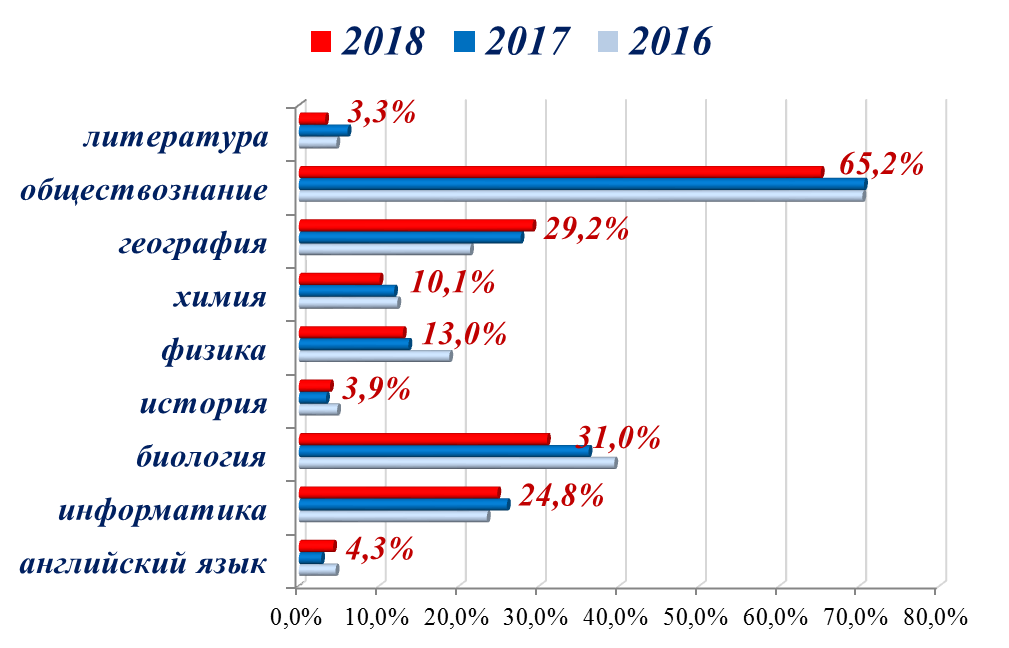 2018 2017 2016
литература 3,3%
обществознание 65,2%
география 29,2%
химия 10,1%
физика 13,0%
история 3,9%
биология 31,0%
информатика 24,8%
английский язык 4,3%
0,0% 10,0% 20,0% 30,0% 40,0% 50,0% 60,0% 70,0% 80,0%